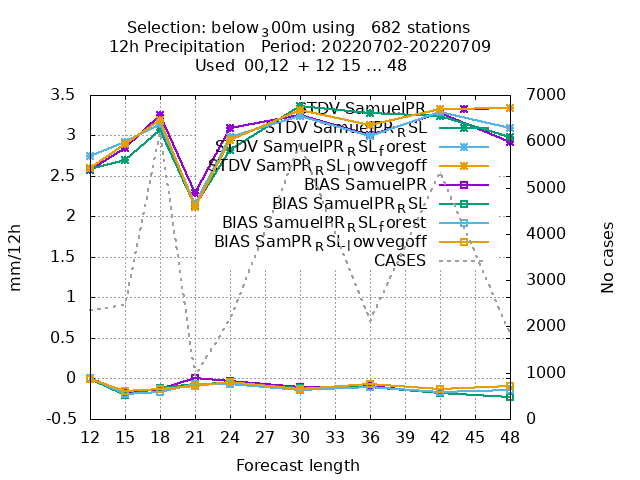 Selection: below₃00m using 682 stations
12h Precipitation Period: 20220702-20220709
Used 00,12 + 12 15 ... 48
3.5
3
2.5
2
1.5
1
0.5
0
-0.5
mm/12h
STDV SamuelPR
STDV SamuelPR_RSL
STDV SamuelPR_RSL_forest
STDV SamPR_RSL_lowvegoff
BIAS SamuelPR
BIAS SamuelPR_RSL
BIAS SamuelPR_RSL_forest
BIAS SamPR_RSL_lowvegoff
CASES
7000
6000
5000
4000
3000
2000
1000
0
No cases
12 15 18 21 24 27 30 33 36 39 42 45 48
Forecast length